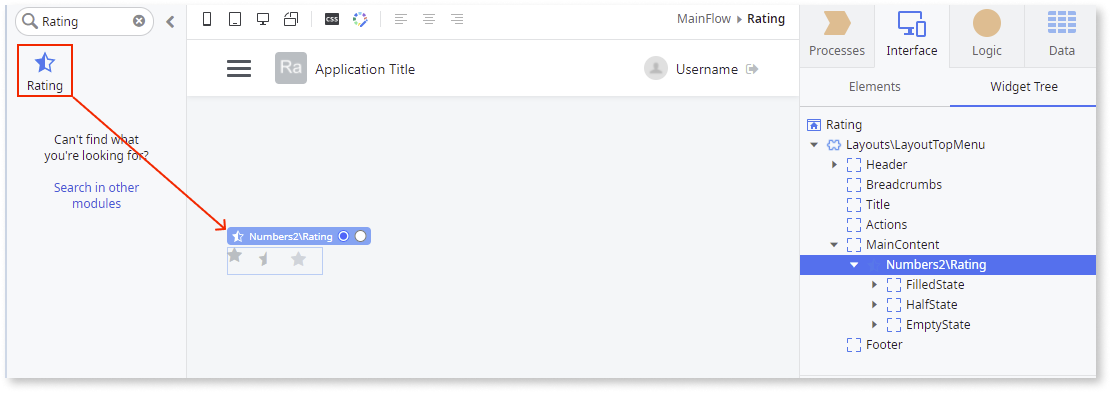 Rating
Rating
Can't find what
you're looking for?
Search in other
modules
CSS
MainFlow ▸ Rating
Ra Application Title
Username
Numbers2\Rating
Processes
Interface
Logic
Data
Elements
Widget Tree
Rating
Layouts\LayoutTopMenu
Header
Breadcrumbs
Title
Actions
MainContent
Numbers2\Rating
FilledState
HalfState
EmptyState
Footer